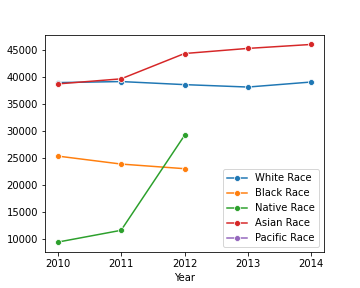 45000
40000
35000
30000
25000
20000
15000
10000
White Race
Black Race
Native Race
Asian Race
Pacific Race
2010 2011 2012 2013 2014
Year